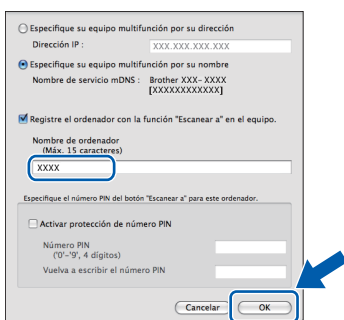 Especifique su equipo multifunción por su dirección
Dirección IP : XXX.XXX.XXX.XXX
Especifique su equipo multifunción por su nombre
Nombre de servicio mDNS : Brother XXX- XXXX
[XXXXXXXXXXXX]
Registre el ordenador con la función "Escanear a" en el equipo.
Nombre de ordenador
(Máx. 15 caracteres)
XXXX
Especifique el número PIN del botón "Escanear a" para este ordenador.
Activar protección de número PIN
Número PIN
('0'-'9', 4 dígitos)
Vuelva a escribir el número PIN
Cancelar OK